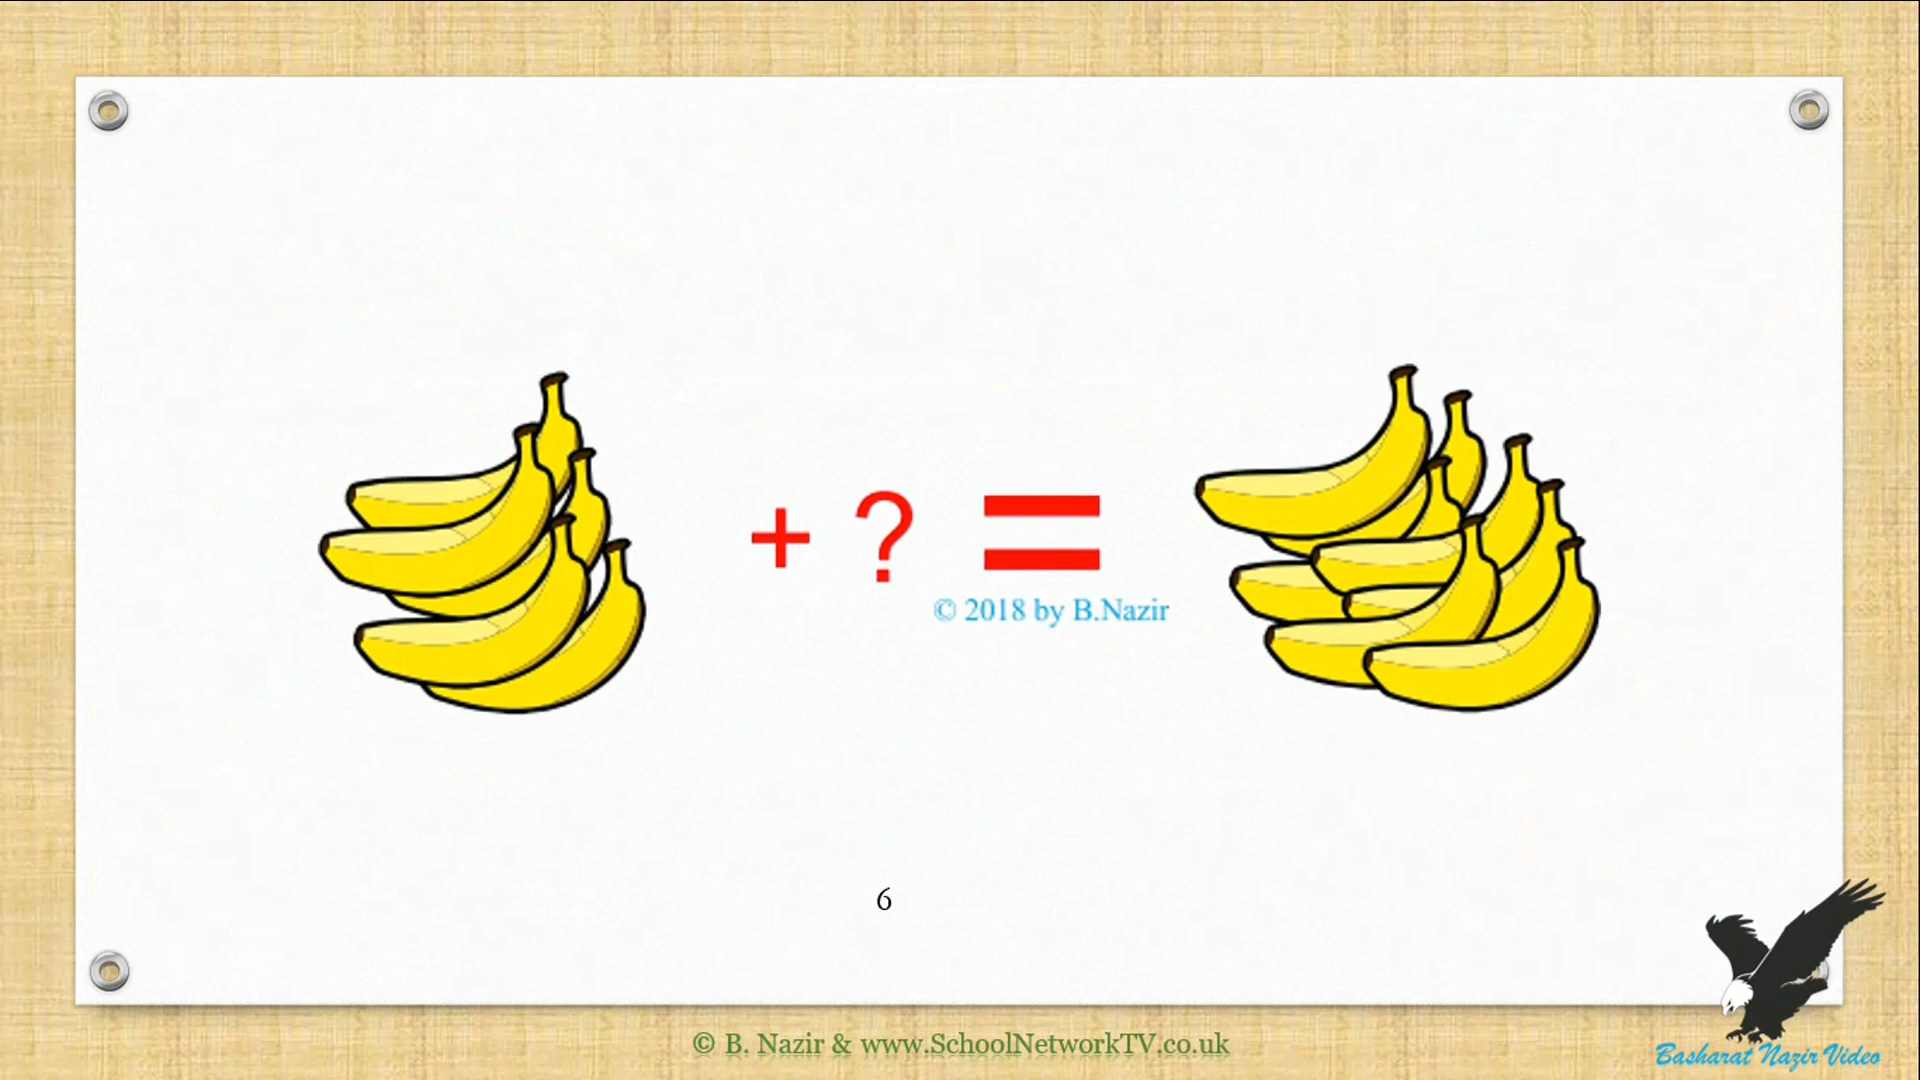 + ? =
© 2018 by B.Nazir
6
© B. Nazir & www.SchoolNetworkTV.co.uk
Basharat Nazir Video